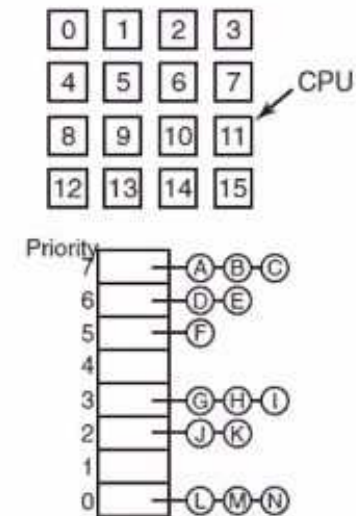 0 1 2 3
4 5 6 7
CPU
8 9 10 11
12 13 14 15
Priority
7 A B C
6 D E
5 F
4
3 G H I
2 J K
1
0 L M N